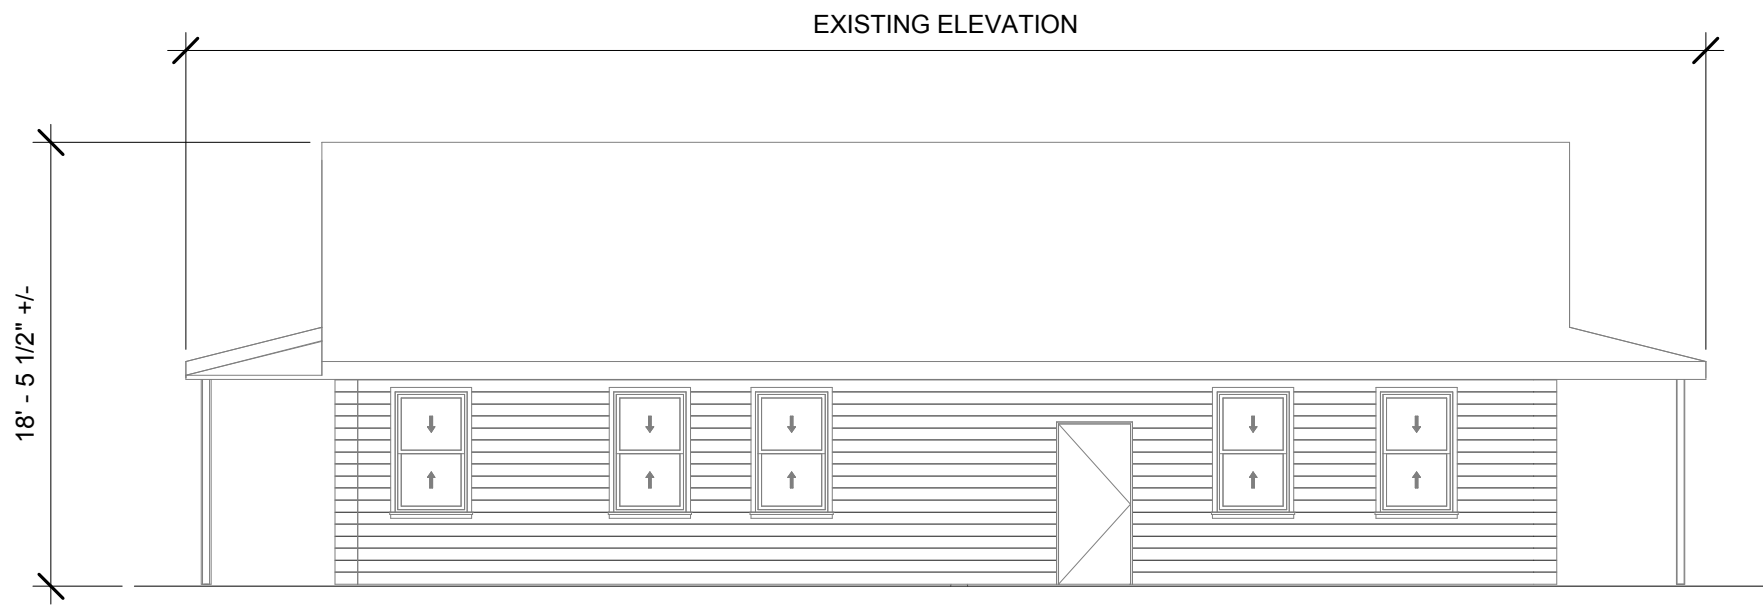 EXISTING ELEVATION
18' - 5 1/2" +/-